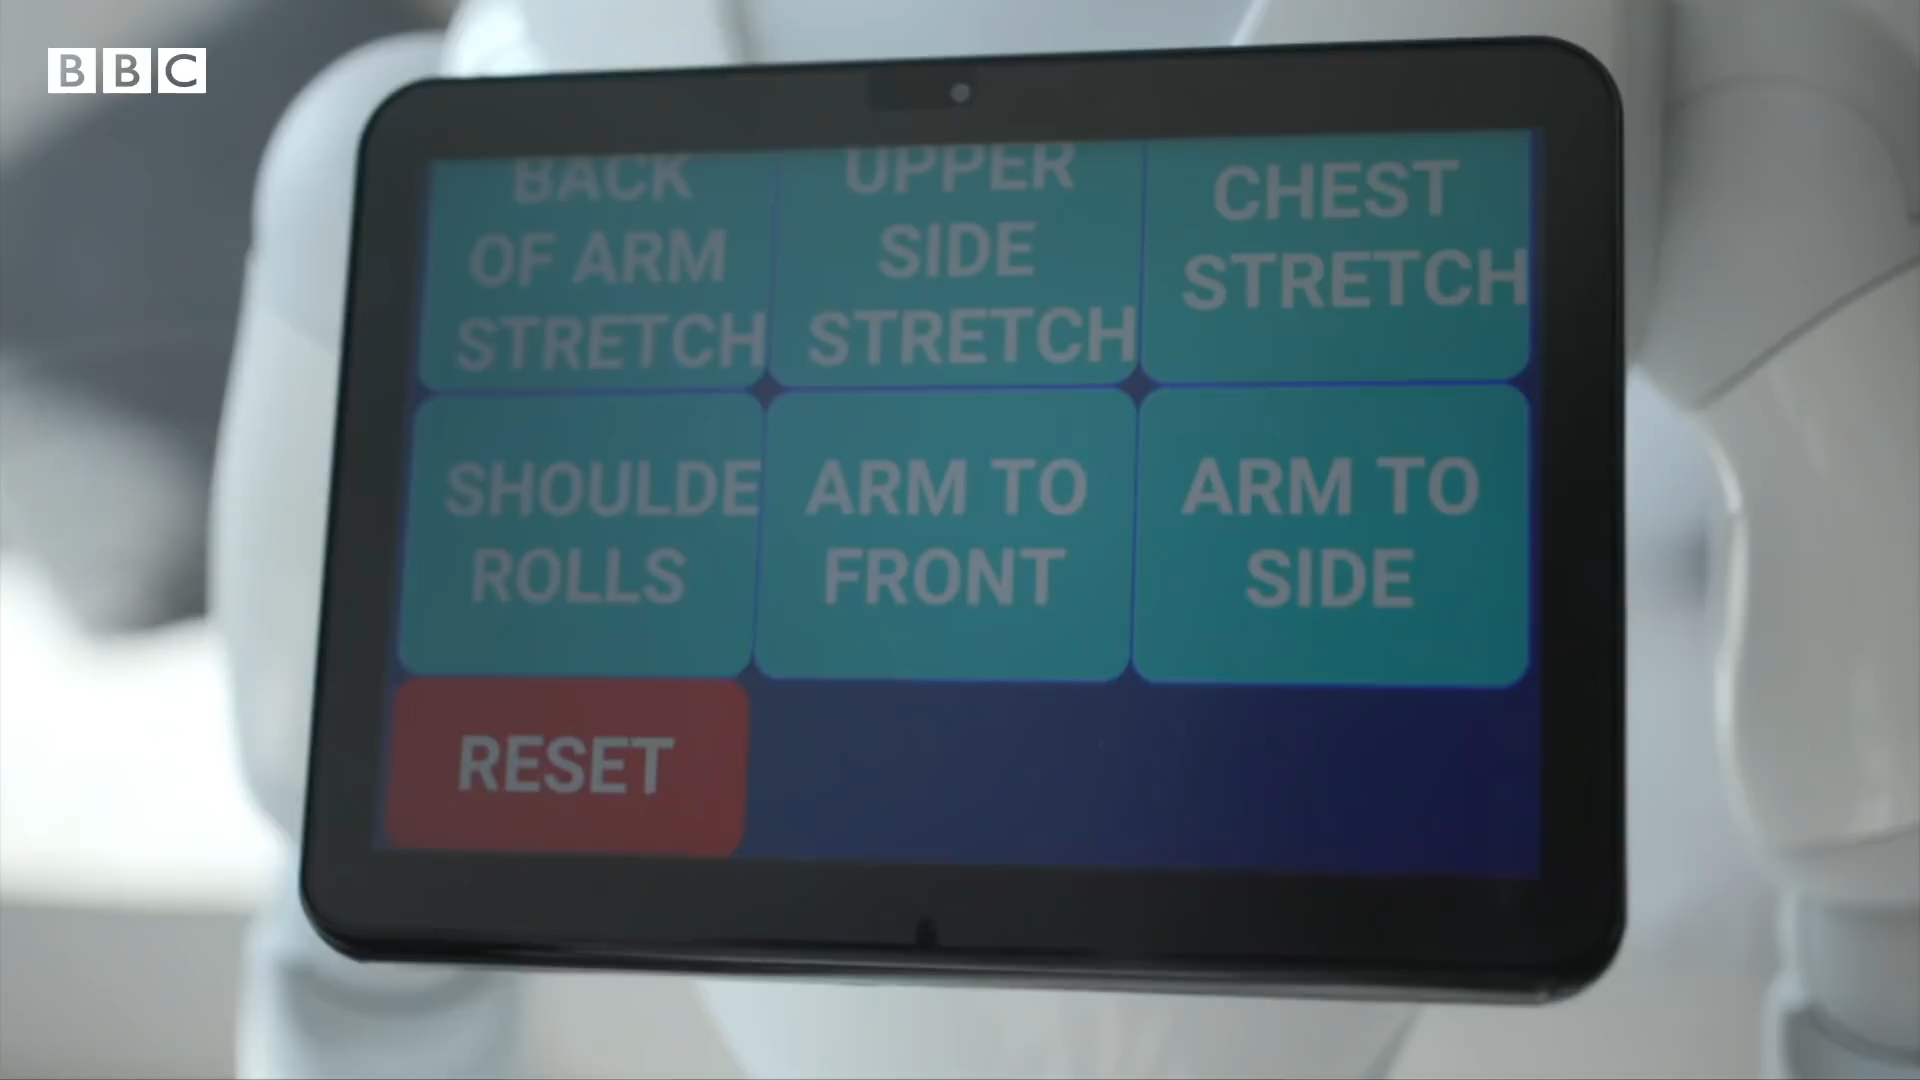 BBC
BACK
OF ARM
STRETCH
UPPER
SIDE
STRETCH
CHEST
STRETCH
SHOULDE
ROLLS
ARM TO
FRONT
ARM TO
SIDE
RESET